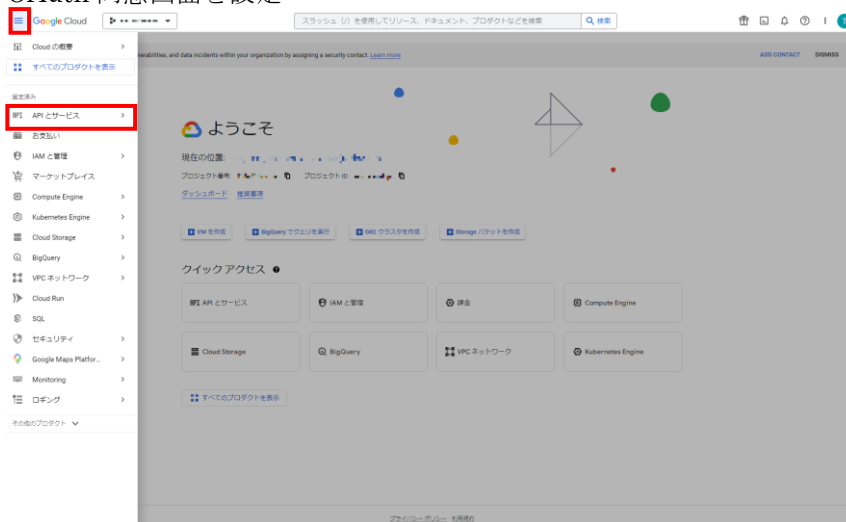 OAuth 同意画面を設定
Google Cloud
スラッシュ (/) を使用してリソース、ドキュメント、プロダクトなどを検索
検索
Cloud の概要
すべてのプロダクトを表示
nerabilities, and data incidents within your organization by assigning a security contact. Learn more
ADD CONTACT
DISMISS
固定済み
API API とサービス
お支払い
IAM と管理
マーケットプレイス
Compute Engine
Kubernetes Engine
Cloud Storage
BigQuery
VPC ネットワーク
Cloud Run
SQL
セキュリティ
Google Maps Platfor...
Monitoring
ロギング
その他のプロダクト
ようこそ
現在の位置:
プロジェクト番号:
プロジェクト ID:
ダッシュボード
推奨事項
VM を作成
BigQuery でクエリを実行
GKE クラスタを作成
Storage バケットを作成
クイック アクセス
API API とサービス
IAM と管理
課金
Compute Engine
Cloud Storage
BigQuery
VPC ネットワーク
Kubernetes Engine
すべてのプロダクトを表示
プライバシー ポリシー · 利用規約